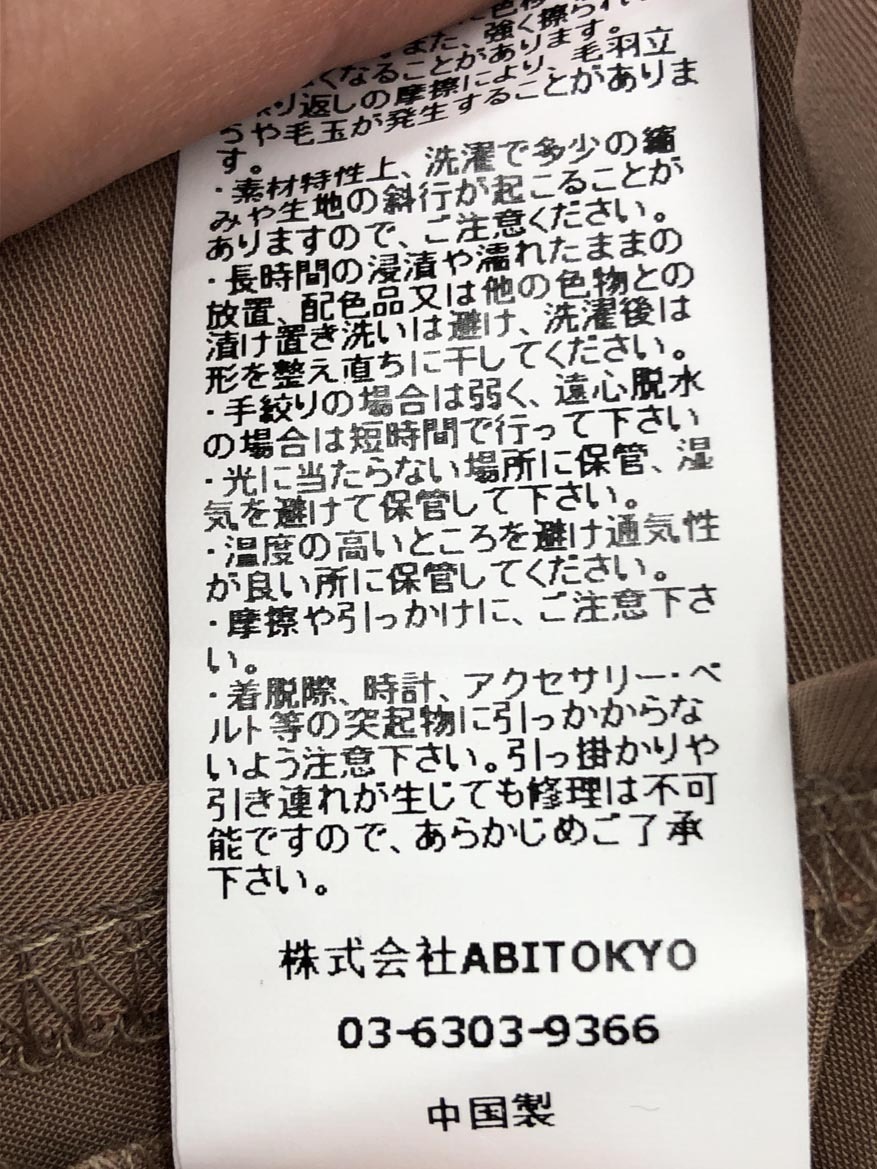 また、強く擦られ
くなることがあります。
り返しの摩擦により、毛羽立
ちや毛玉が発生することがありま
す。
・素材特性上、洗濯で多少の縮
みや生地の斜行が起こることが
ありますので、ご注意ください。
・長時間の浸漬や濡れたままの
放置、配色品又は他の色物との
漬け置き洗いは避け、洗濯後は
形を整え直ちに干してください。
・手絞りの場合は弱く、遠心脱水
の場合は短時間で行って下さい
・光に当たらない場所に保管、湿
気を避けて保管して下さい。
・温度の高いところを避け通気性
が良い所に保管してください。
・摩擦や引っかけに、ご注意下さ
い。
・着脱際、時計、アクセサリー・ベ
ルト等の突起物に引っかからな
いよう注意下さい。引っ掛かりや
引き連れが生じても修理は不可
能ですので、あらかじめご了承
下さい。
株式会社ABITOKYO
03-6303-9366
中国製